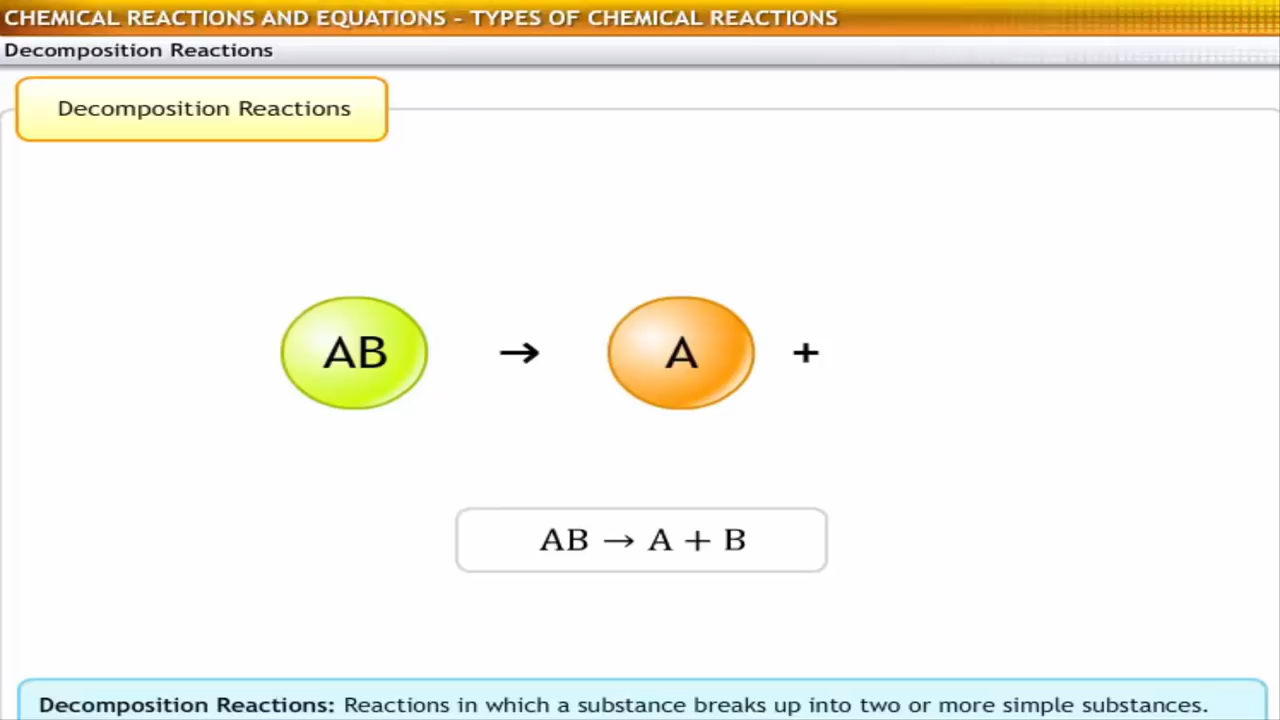 CHEMICAL REACTIONS AND EQUATIONS - TYPES OF CHEMICAL REACTIONS
Decomposition Reactions
Decomposition Reactions
AB → A +
AB → A + B
Decomposition Reactions: Reactions in which a substance breaks up into two or more simple substances.